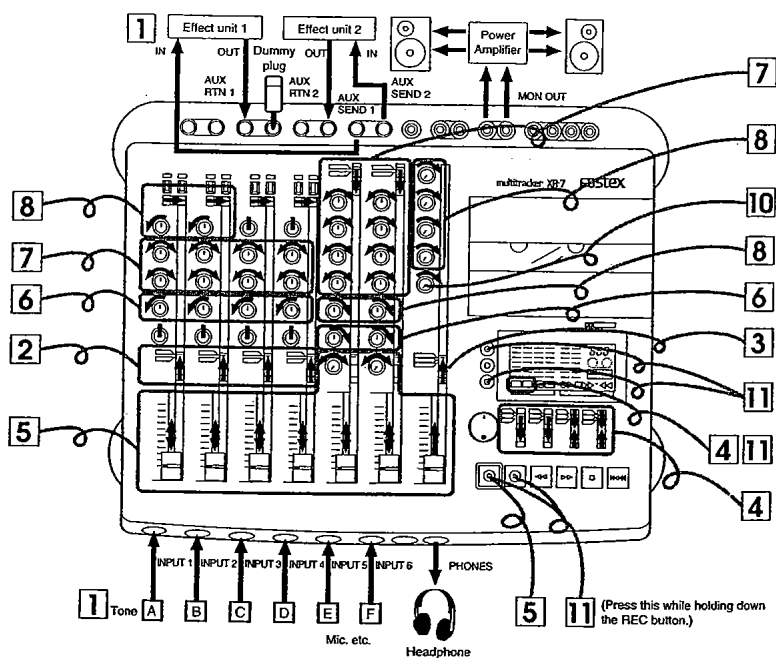 1
Effect unit 1
Effect unit 2
IN
OUT
Dummy
plug
OUT
IN
Power
Amplifier
AUX
RTN 1
AUX
RTN 2
AUX
SEND 1
AUX
SEND 2
MON OUT
7
8
multitracker XR-7
FOSTEX
8
10
7
8
6
6
2
3
11
5
4 11
4
INPUT 1
INPUT 2
INPUT 3
INPUT 4
INPUT 5
INPUT 6
PHONES
1
Tone
A
B
C
D
E
F
5
11
(Press this while holding down
the REC button.)
Mic. etc.
Headphone